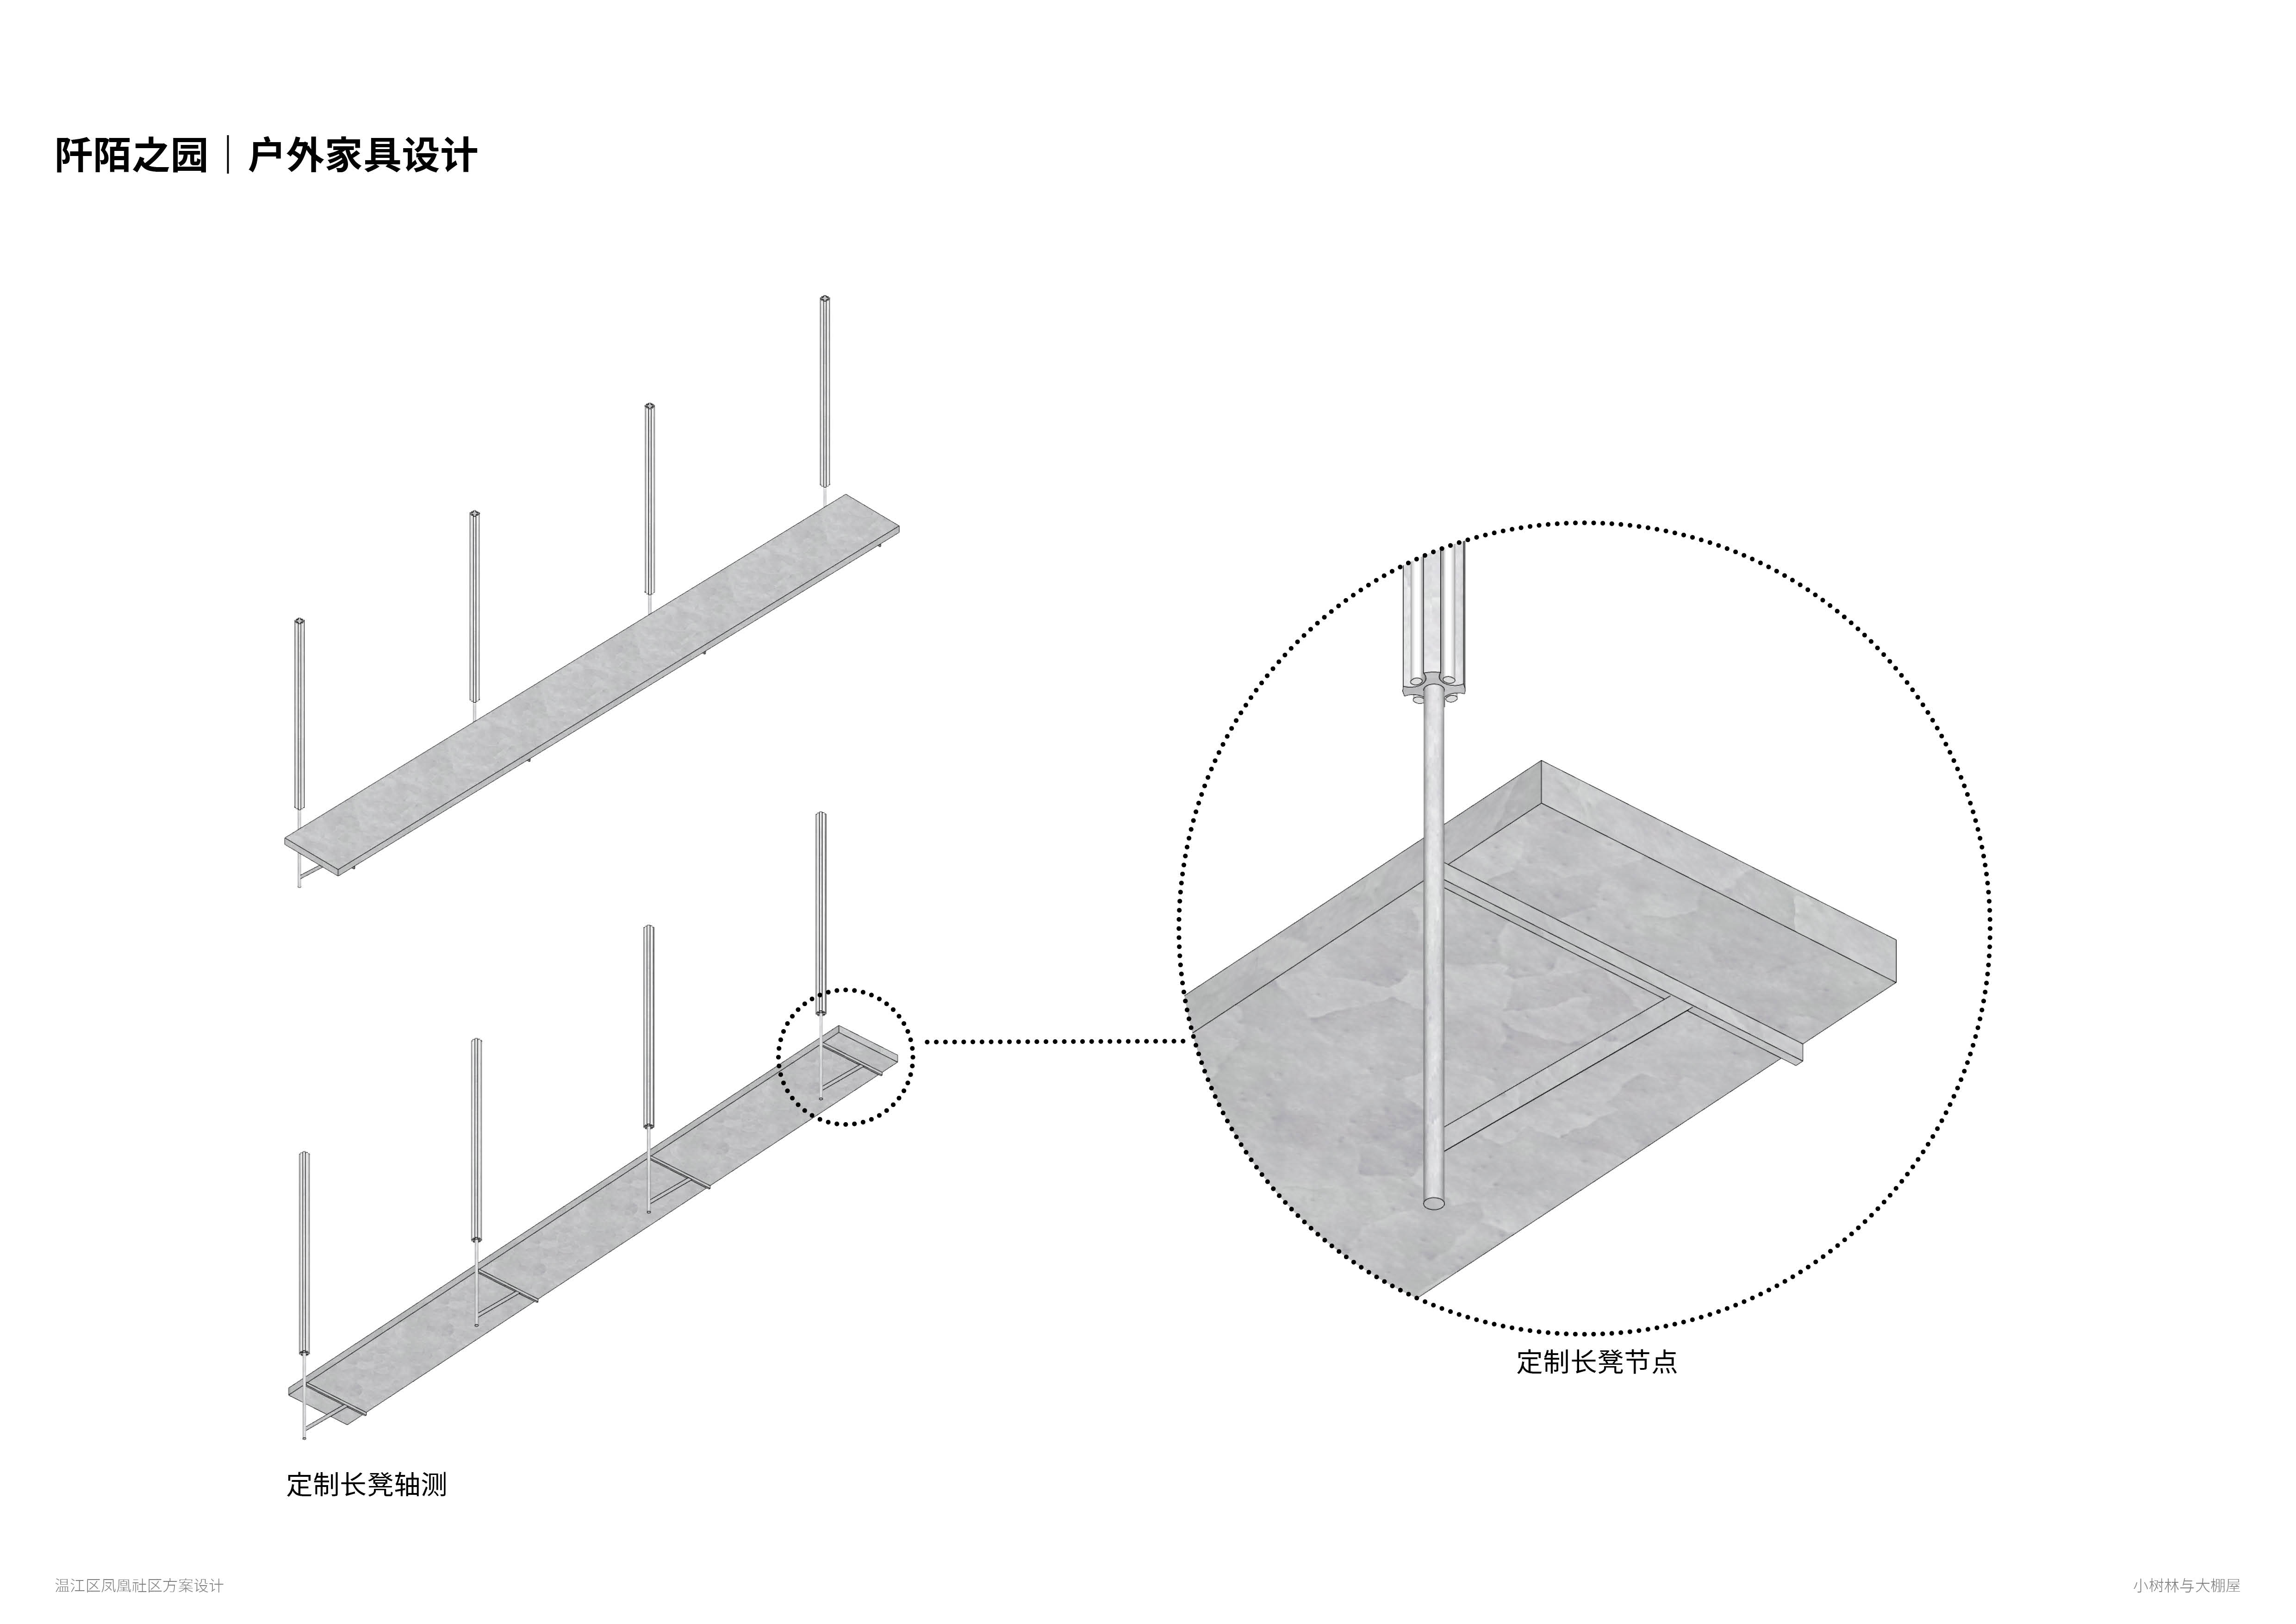 阡陌之园｜户外家具设计
定制长凳节点
定制长凳轴测
温江区凤凰社区方案设计
小树林与大棚屋